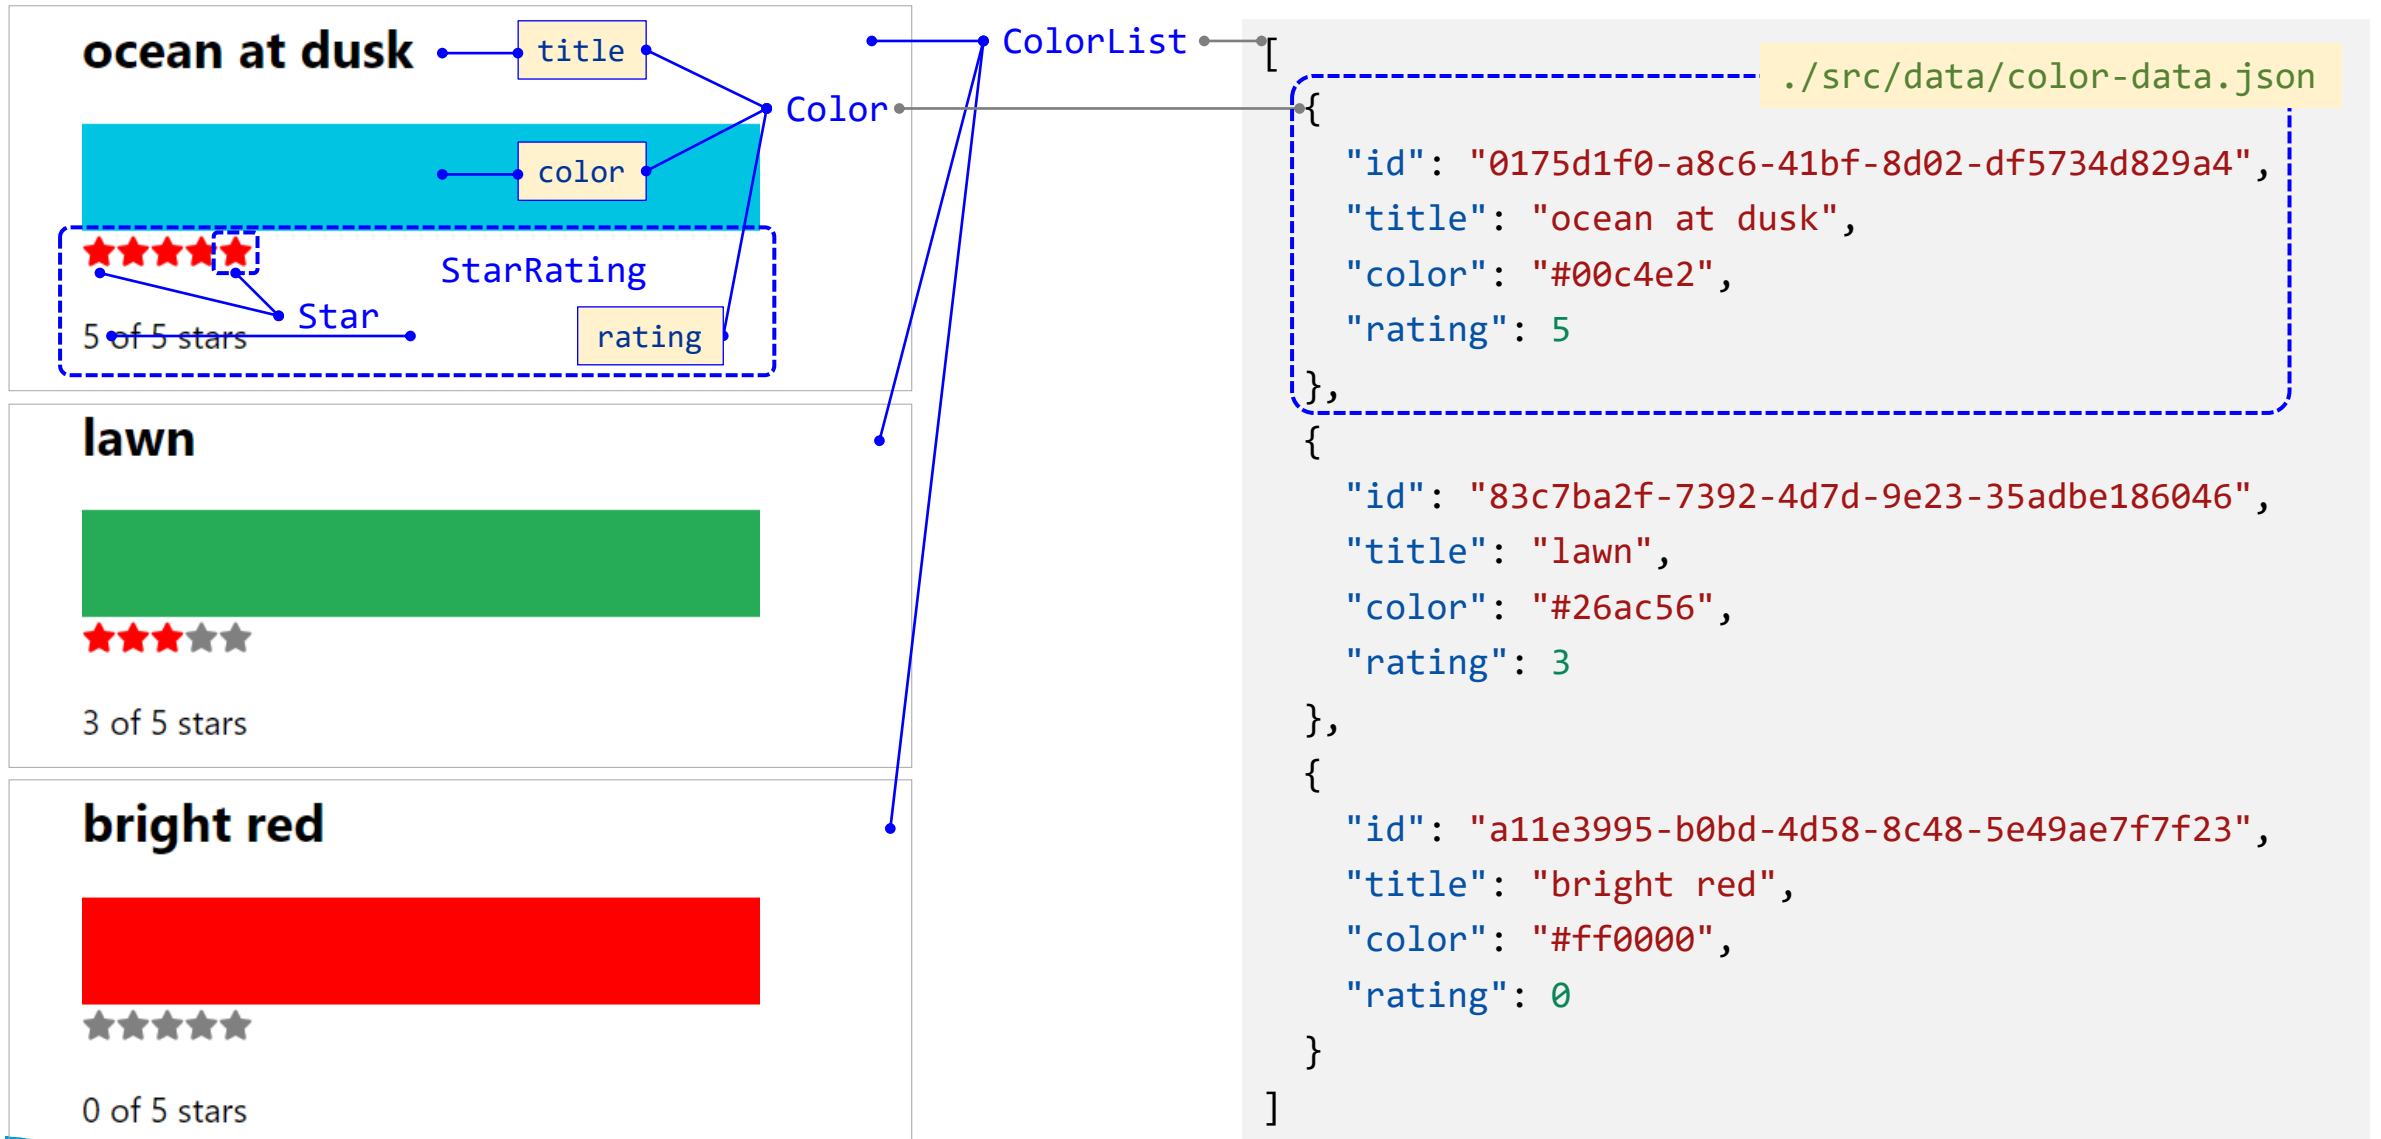 ocean at dusk
title
color
StarRating
Star
5 of 5 stars
rating
Color
ColorList
lawn
3 of 5 stars
bright red
0 of 5 stars
./src/data/color-data.json
[
{
"id": "0175d1f0-a8c6-41bf-8d02-df5734d829a4",
"title": "ocean at dusk",
"color": "#00c4e2",
"rating": 5
},
{
"id": "83c7ba2f-7392-4d7d-9e23-35adbe186046",
"title": "lawn",
"color": "#26ac56",
"rating": 3
},
{
"id": "a11e3995-b0bd-4d58-8c48-5e49ae7f7f23",
"title": "bright red",
"color": "#ff0000",
"rating": 0
}
]